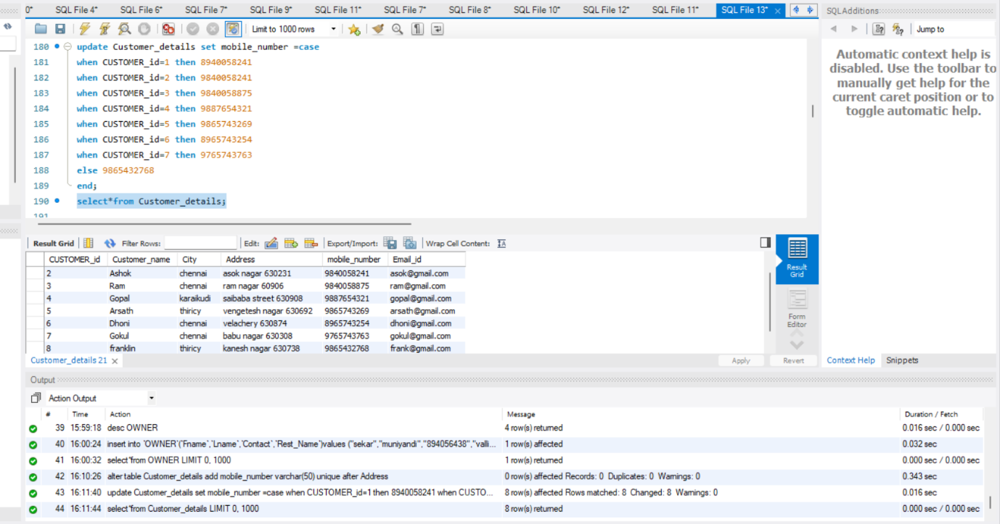 0* SQL File 4* SQL File 6* SQL File 7* SQL File 9* SQL File 11* SQL File 7* SQL File 8* SQL File 10* SQL File 12* SQL File 11* SQL File 13* × SQLAdditions
Limit to 1000 rows Jump to
180 update Customer_details set mobile_number =case
181 when CUSTOMER_id=1 then 8940058241
182 when CUSTOMER_id=2 then 9840058241
183 when CUSTOMER_id=3 then 9840058875
184 when CUSTOMER_id=4 then 9887654321
185 when CUSTOMER_id=5 then 9865743269
186 when CUSTOMER_id=6 then 8965743254
187 when CUSTOMER_id=7 then 9765743763
188 else 9865432768
189 end;
190 select*from Customer_details;
191
Automatic context help is
disabled. Use the toolbar to
manually get help for the
current caret position or to
toggle automatic help.
Result Grid Filter Rows: Edit: Export/Import: Wrap Cell Content:
CUSTOMER_id Customer_name City Address mobile_number Email_id
2 Ashok chennai asok nagar 630231 9840058241 asok@gmail.com
3 Ram chennai ram nagar 60906 9840058875 ram@gmail.com
4 Gopal karaikudi saibaba street 630908 9887654321 gopal@gmail.com
5 Arsath thiricy vengetesh nagar 630692 9865743269 arsath@gmail.com
6 Dhoni chennai velachery 630874 8965743254 dhoni@gmail.com
7 Gokul chennai babu nagar 630308 9765743763 gokul@gmail.com
8 franklin thiricy kanesh nagar 630738 9865432768 frank@gmail.com
Result
Grid
Form
Editor
Customer_details 21 × Apply Revert Context Help Snippets
Output
Action Output
# Time Action Message Duration / Fetch
39 15:59:18 desc OWNER 4 row(s) returned 0.016 sec / 0.000 sec
40 16:00:24 insert into `OWNER`(`Fname`,`Lname`,`Contact`,`Rest_Name`)values ("sekar","muniyandi","894056438","valli... 1 row(s) affected 0.032 sec
41 16:00:32 select*from OWNER LIMIT 0, 1000 1 row(s) returned 0.000 sec / 0.000 sec
42 16:10:26 alter table Customer_details add mobile_number varchar(50) unique after Address 0 row(s) affected Records: 0 Duplicates: 0 Warnings: 0 0.343 sec
43 16:11:40 update Customer_details set mobile_number =case when CUSTOMER_id=1 then 8940058241 when CUSTO... 8 row(s) affected Rows matched: 8 Changed: 8 Warnings: 0 0.016 sec
44 16:11:44 select*from Customer_details LIMIT 0, 1000 8 row(s) returned 0.000 sec / 0.000 sec